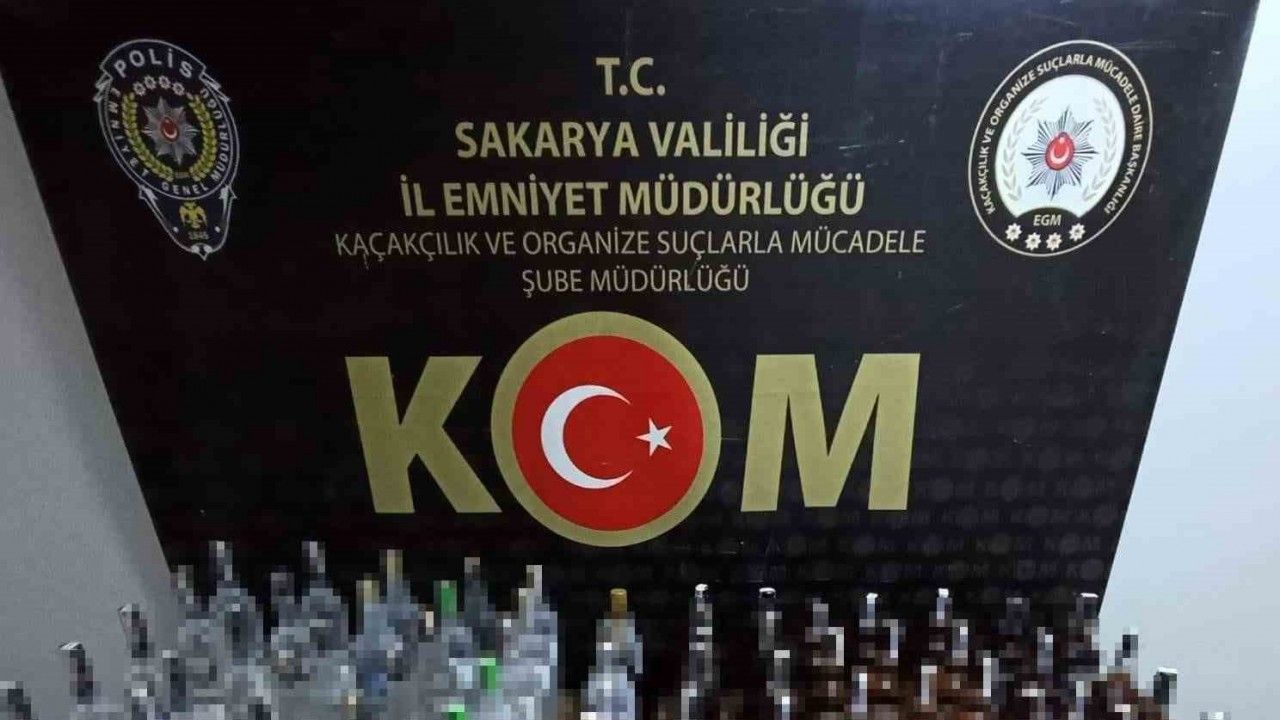 POLİS
EMNİYET GENEL MÜDÜRLÜĞÜ
1845
T.C.
SAKARYA VALİLİĞİ
İL EMNİYET MÜDÜRLÜĞÜ
KAÇAKÇILIK VE ORGANİZE SUÇLARLA MÜCADELE
ŞUBE MÜDÜRLÜĞÜ
KAÇAKÇILIK VE ORGANİZE SUÇLARLA MÜCADELE DAİRE BAŞKANLIĞI
EGM
KOM